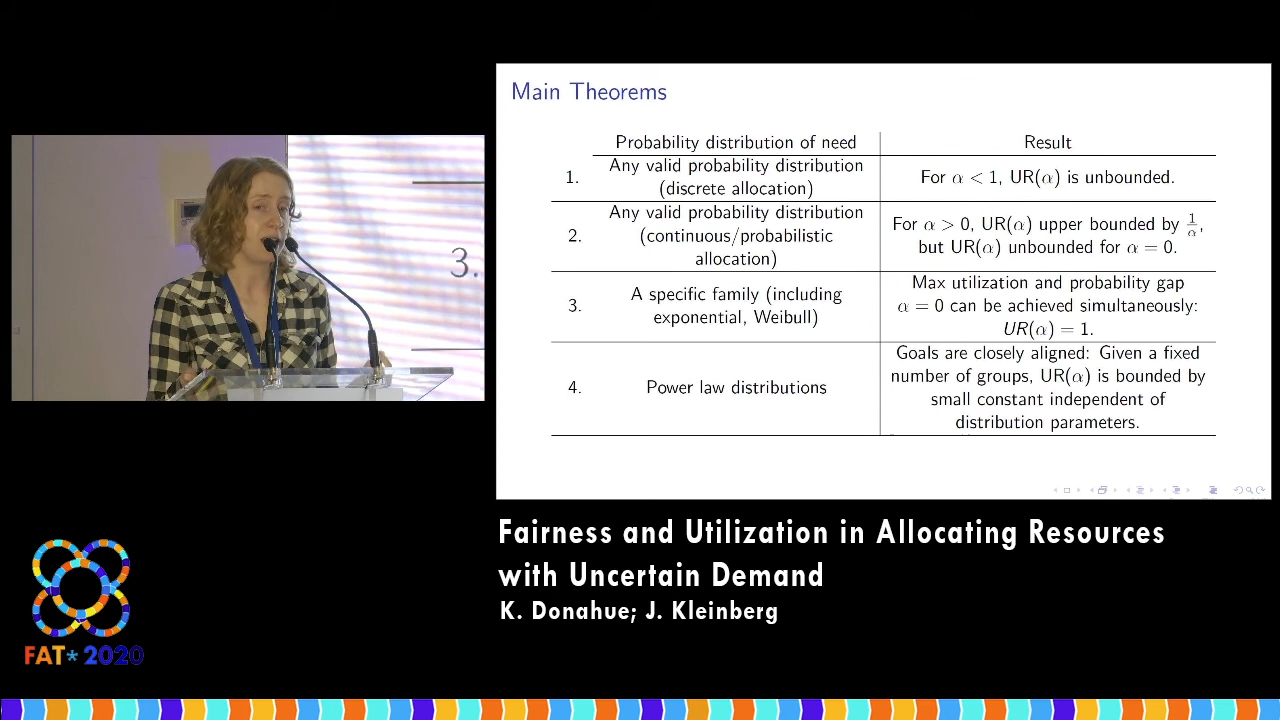 3.
Main Theorems
Probability distribution of need
Result
1.
Any valid probability distribution
(discrete allocation)
For α < 1, UR(α) is unbounded.
2.
Any valid probability distribution
(continuous/probabilistic
allocation)
For α > 0, UR(α) upper bounded by 1/α,
but UR(α) unbounded for α = 0.
3.
A specific family (including
exponential, Weibull)
Max utilization and probability gap
α = 0 can be achieved simultaneously:
UR(α) = 1.
4.
Power law distributions
Goals are closely aligned: Given a fixed
number of groups, UR(α) is bounded by
small constant independent of
distribution parameters.
Fairness and Utilization in Allocating Resources
with Uncertain Demand
K. Donahue; J. Kleinberg
FAT* 2020